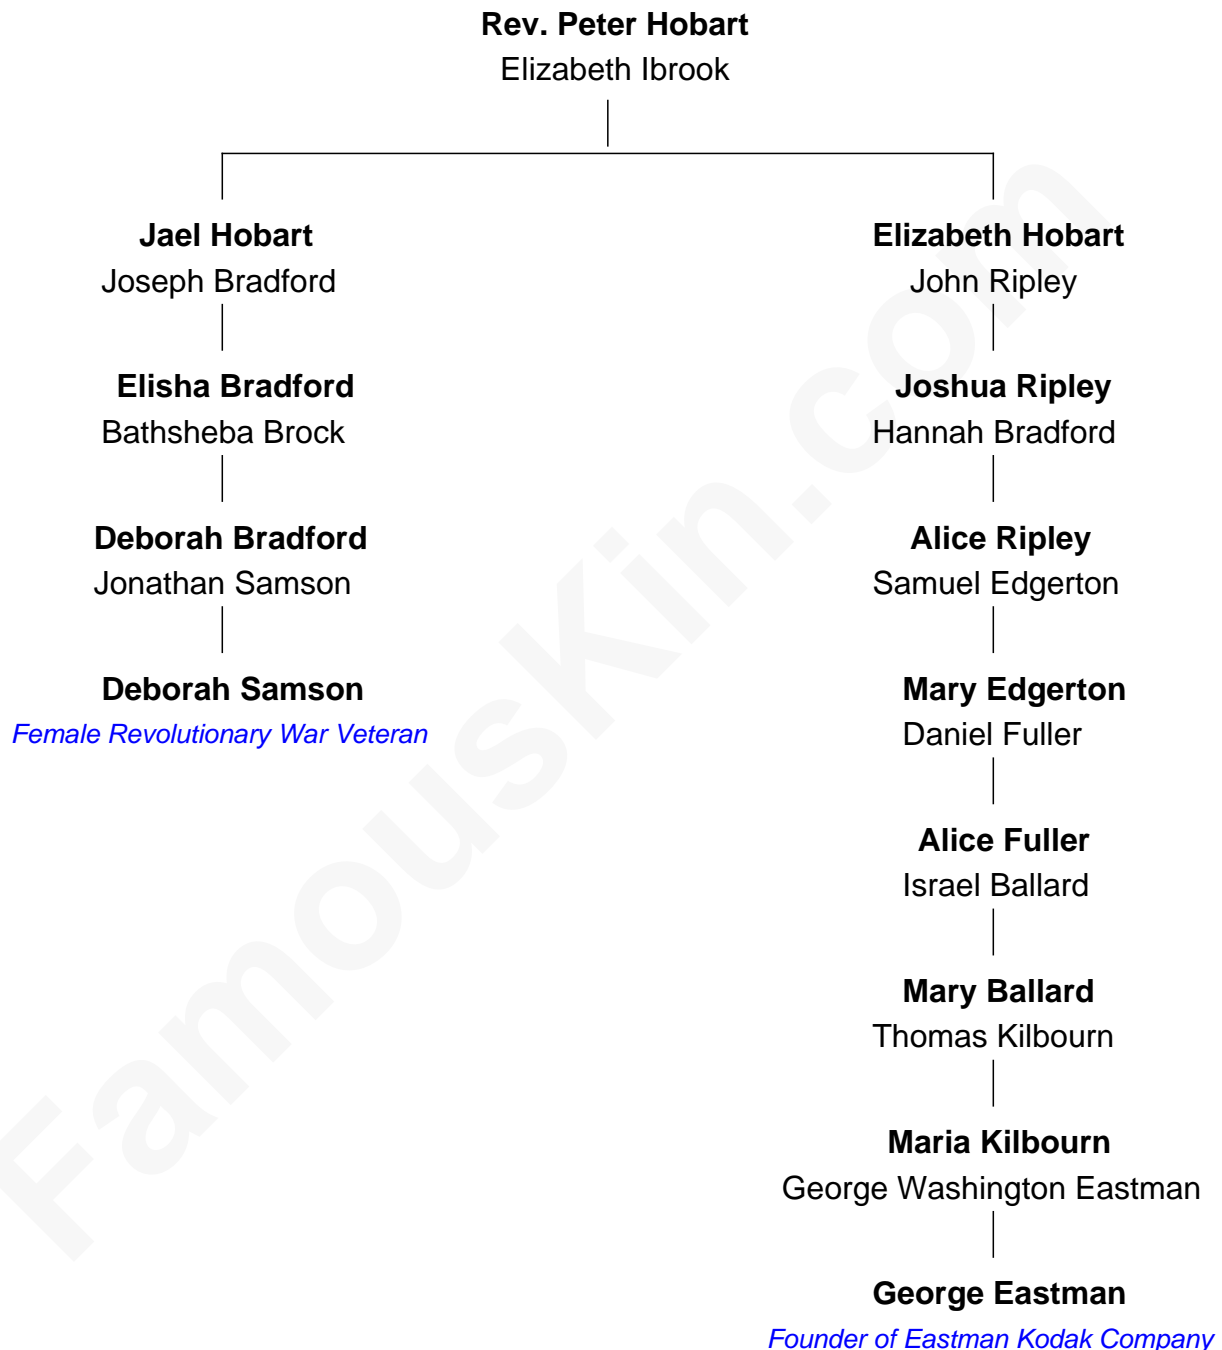 Rev. Peter Hobart
Elizabeth Ibrook
Jael Hobart
Joseph Bradford
Elisha Bradford
Bathsheba Brock
Deborah Bradford
Jonathan Samson
Deborah Samson
Female Revolutionary War Veteran
Elizabeth Hobart
John Ripley
Joshua Ripley
Hannah Bradford
Alice Ripley
Samuel Edgerton
Mary Edgerton
Daniel Fuller
Alice Fuller
Israel Ballard
Mary Ballard
Thomas Kilbourn
Maria Kilbourn
George Washington Eastman
George Eastman
Founder of Eastman Kodak Company
FamousKin.com